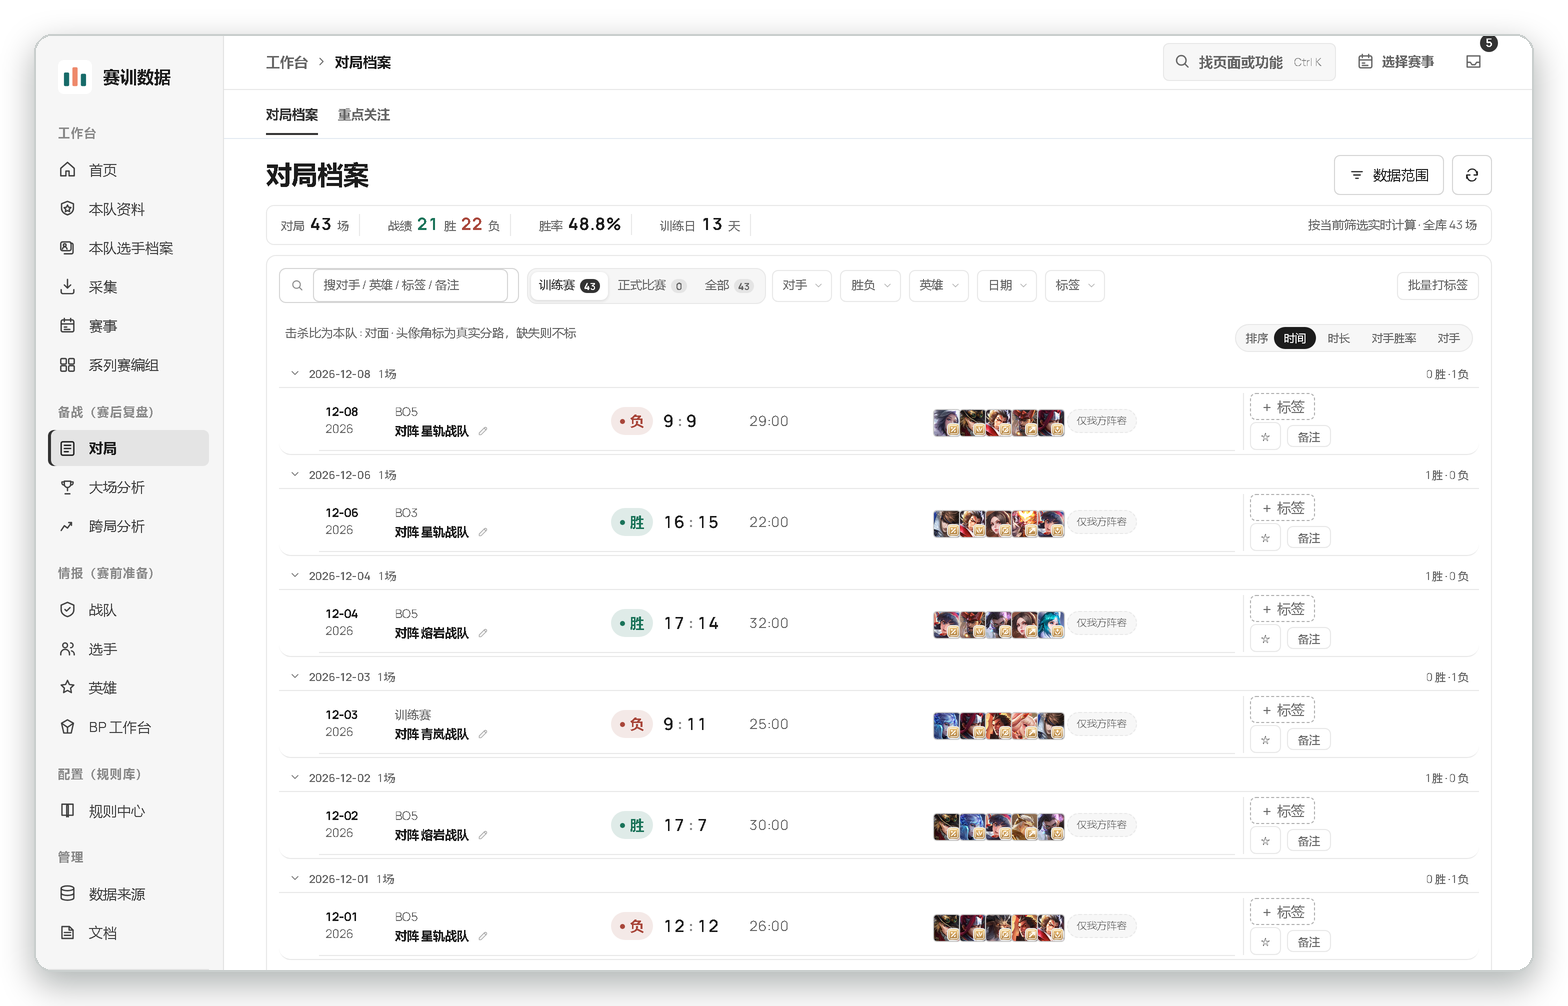 赛训数据
工作台
首页
本队资料
本队选手档案
采集
赛事
系列赛编组
备战（赛后复盘）
对局
大场分析
跨局分析
情报（赛前准备）
战队
选手
英雄
BP 工作台
配置（规则库）
规则中心
管理
数据来源
文档
工作台 > 对局档案
找页面或功能 Ctrl K
选择赛事
5
对局档案 重点关注
对局档案
数据范围
对局 43 场 战绩 21 胜 22 负 胜率 48.8% 训练日 13 天 按当前筛选实时计算 · 全库 43 场
搜对手 / 英雄 / 标签 / 备注 训练赛 43 正式比赛 0 全部 43 对手 胜负 英雄 日期 标签 批量打标签
击杀比为本队 : 对面 · 头像角标为真实分路，缺失则不标
排序 时间 时长 对手胜率 对手
2026-12-08 1场 0 胜 · 1 负
12-08 BO5
2026 对阵 星轨战队
负 9 : 9 29:00 仅我方阵容
+ 标签
☆ 备注
2026-12-06 1场 1 胜 · 0 负
12-06 BO3
2026 对阵 星轨战队
胜 16 : 15 22:00 仅我方阵容
+ 标签
☆ 备注
2026-12-04 1场 1 胜 · 0 负
12-04 BO5
2026 对阵 熔岩战队
胜 17 : 14 32:00 仅我方阵容
+ 标签
☆ 备注
2026-12-03 1场 0 胜 · 1 负
12-03 训练赛
2026 对阵 青岚战队
负 9 : 11 25:00 仅我方阵容
+ 标签
☆ 备注
2026-12-02 1场 1 胜 · 0 负
12-02 BO5
2026 对阵 熔岩战队
胜 17 : 7 30:00 仅我方阵容
+ 标签
☆ 备注
2026-12-01 1场 0 胜 · 1 负
12-01 BO5
2026 对阵 星轨战队
负 12 : 12 26:00 仅我方阵容
+ 标签
☆ 备注